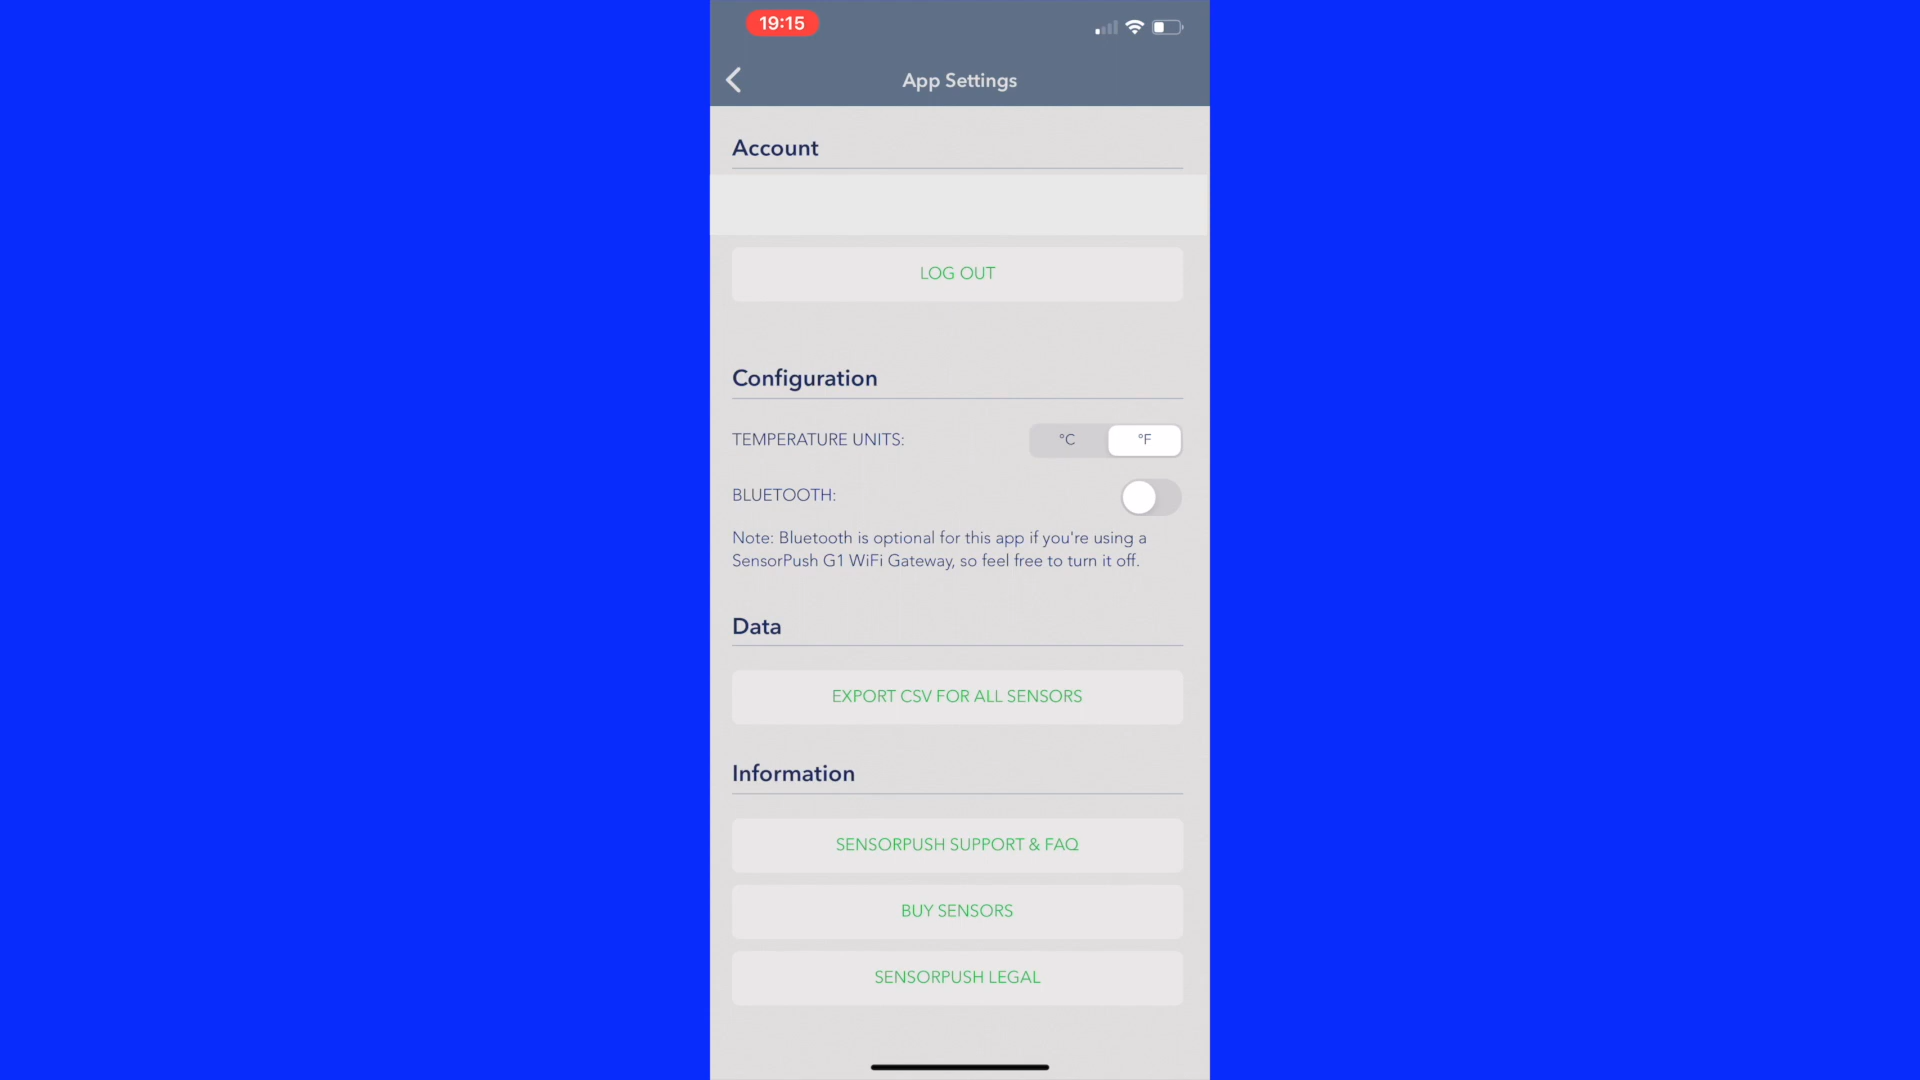 19:15
App Settings
Account
LOG OUT
Configuration
TEMPERATURE UNITS:
°C
°F
BLUETOOTH:
Note: Bluetooth is optional for this app if you're using a
SensorPush G1 WiFi Gateway, so feel free to turn it off.
Data
EXPORT CSV FOR ALL SENSORS
Information
SENSORPUSH SUPPORT & FAQ
BUY SENSORS
SENSORPUSH LEGAL